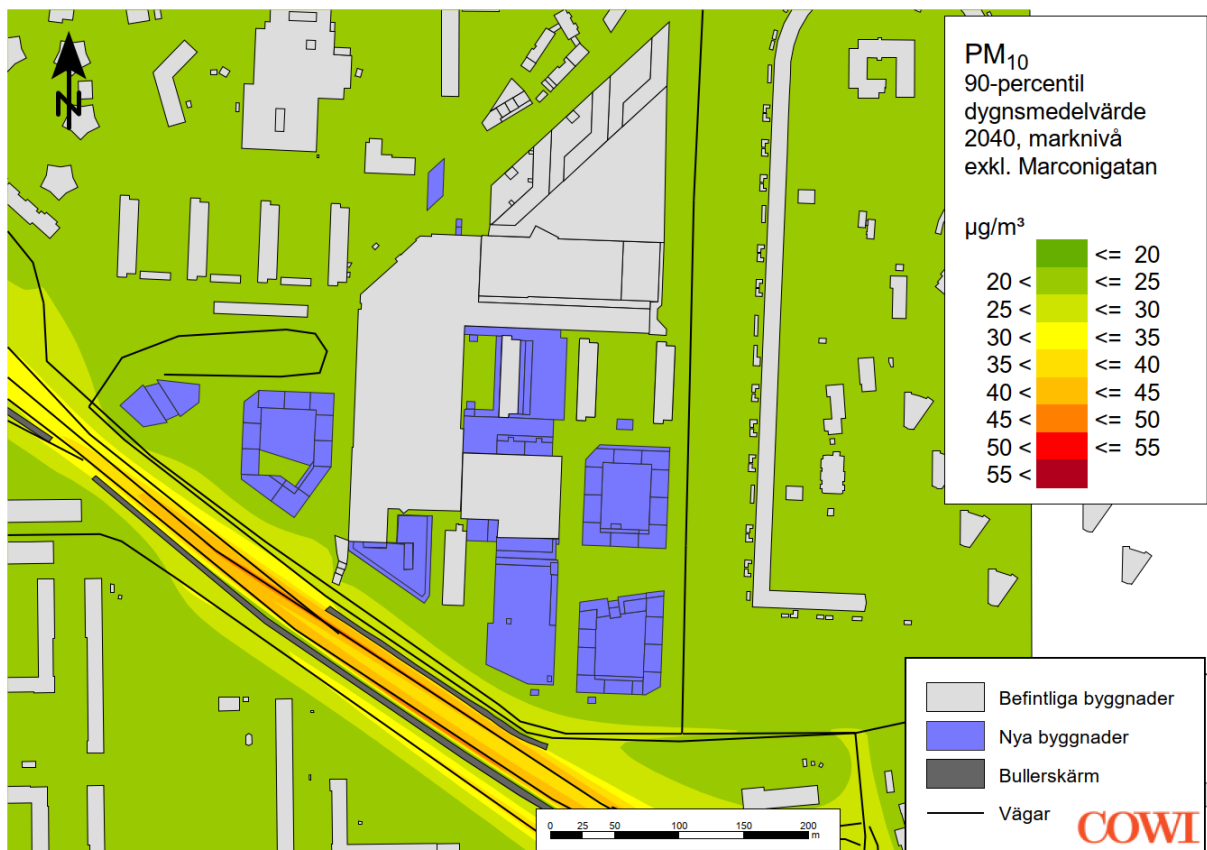 N
PM₁₀
90-percentil
dygnsmedelvärde
2040, marknivå
exkl. Marconigatan
µg/m³
<= 20
20 < <= 25
25 < <= 30
30 < <= 35
35 < <= 40
40 < <= 45
45 < <= 50
50 < <= 55
55 <
Befintliga byggnader
Nya byggnader
Bullerskärm
Vägar
COWI
0 25 50 100 150 200
m